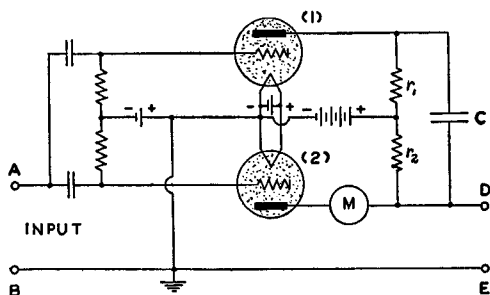 (1)
- +
- +
- +
r₁
C
r₂
(2)
A
M
D
INPUT
B
E